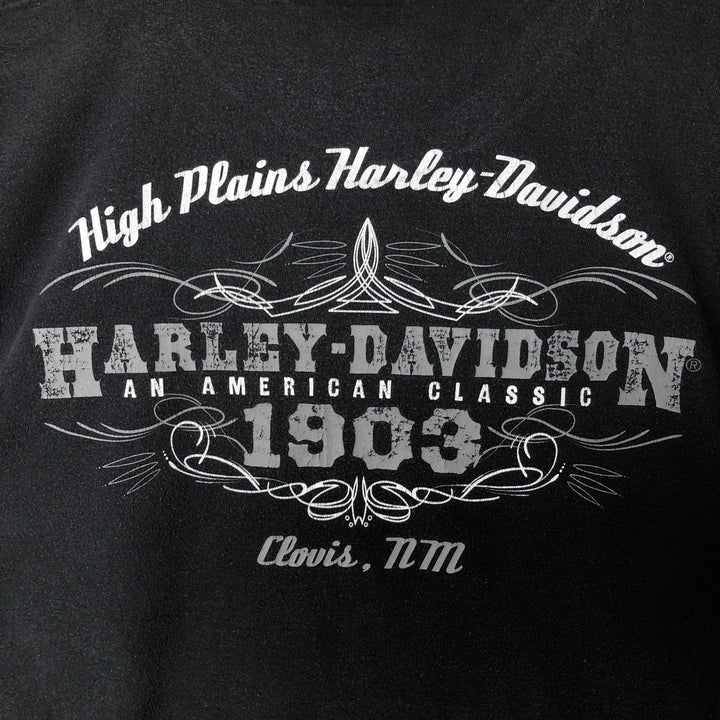 High Plains Harley-Davidson®
HARLEY-DAVIDSON®
AN AMERICAN CLASSIC
1903
Clovis, NM